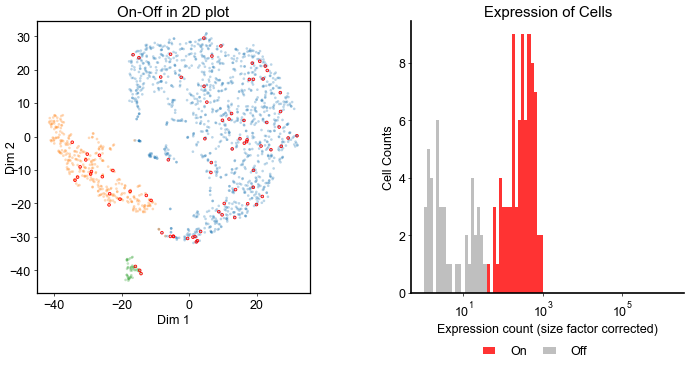 On-Off in 2D plot
30
20
10
0
−10
−20
−30
−40
Dim 2
−40
−20
0
20
Dim 1
Expression of Cells
8
6
4
2
0
Cell Counts
10^1
10^3
10^5
Expression count (size factor corrected)
On
Off